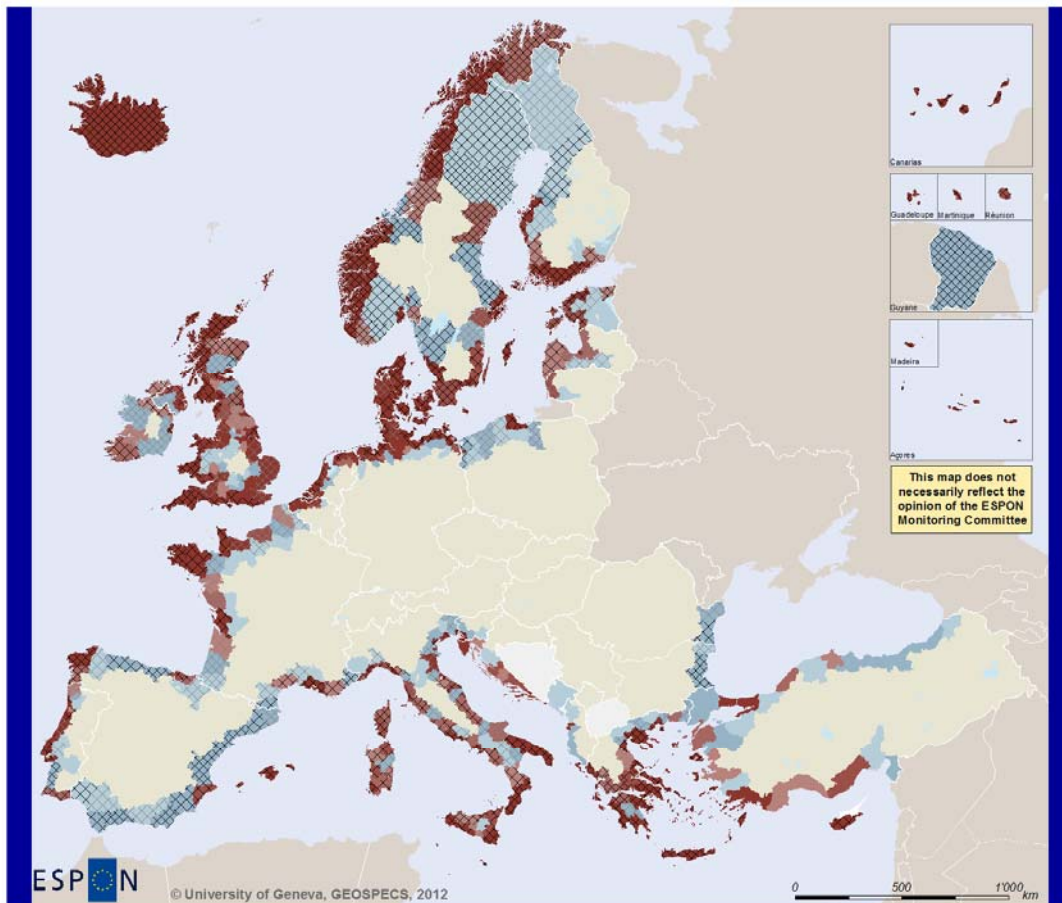 Canarias
Guadeloupe
Martinique
Réunion
Guyane
Madeira
Açores
This map does not
necessarily reflect the
opinion of the ESPON
Monitoring Committee
ESPON
© University of Geneva, GEOSPECS, 2012
0 500 1'000
km